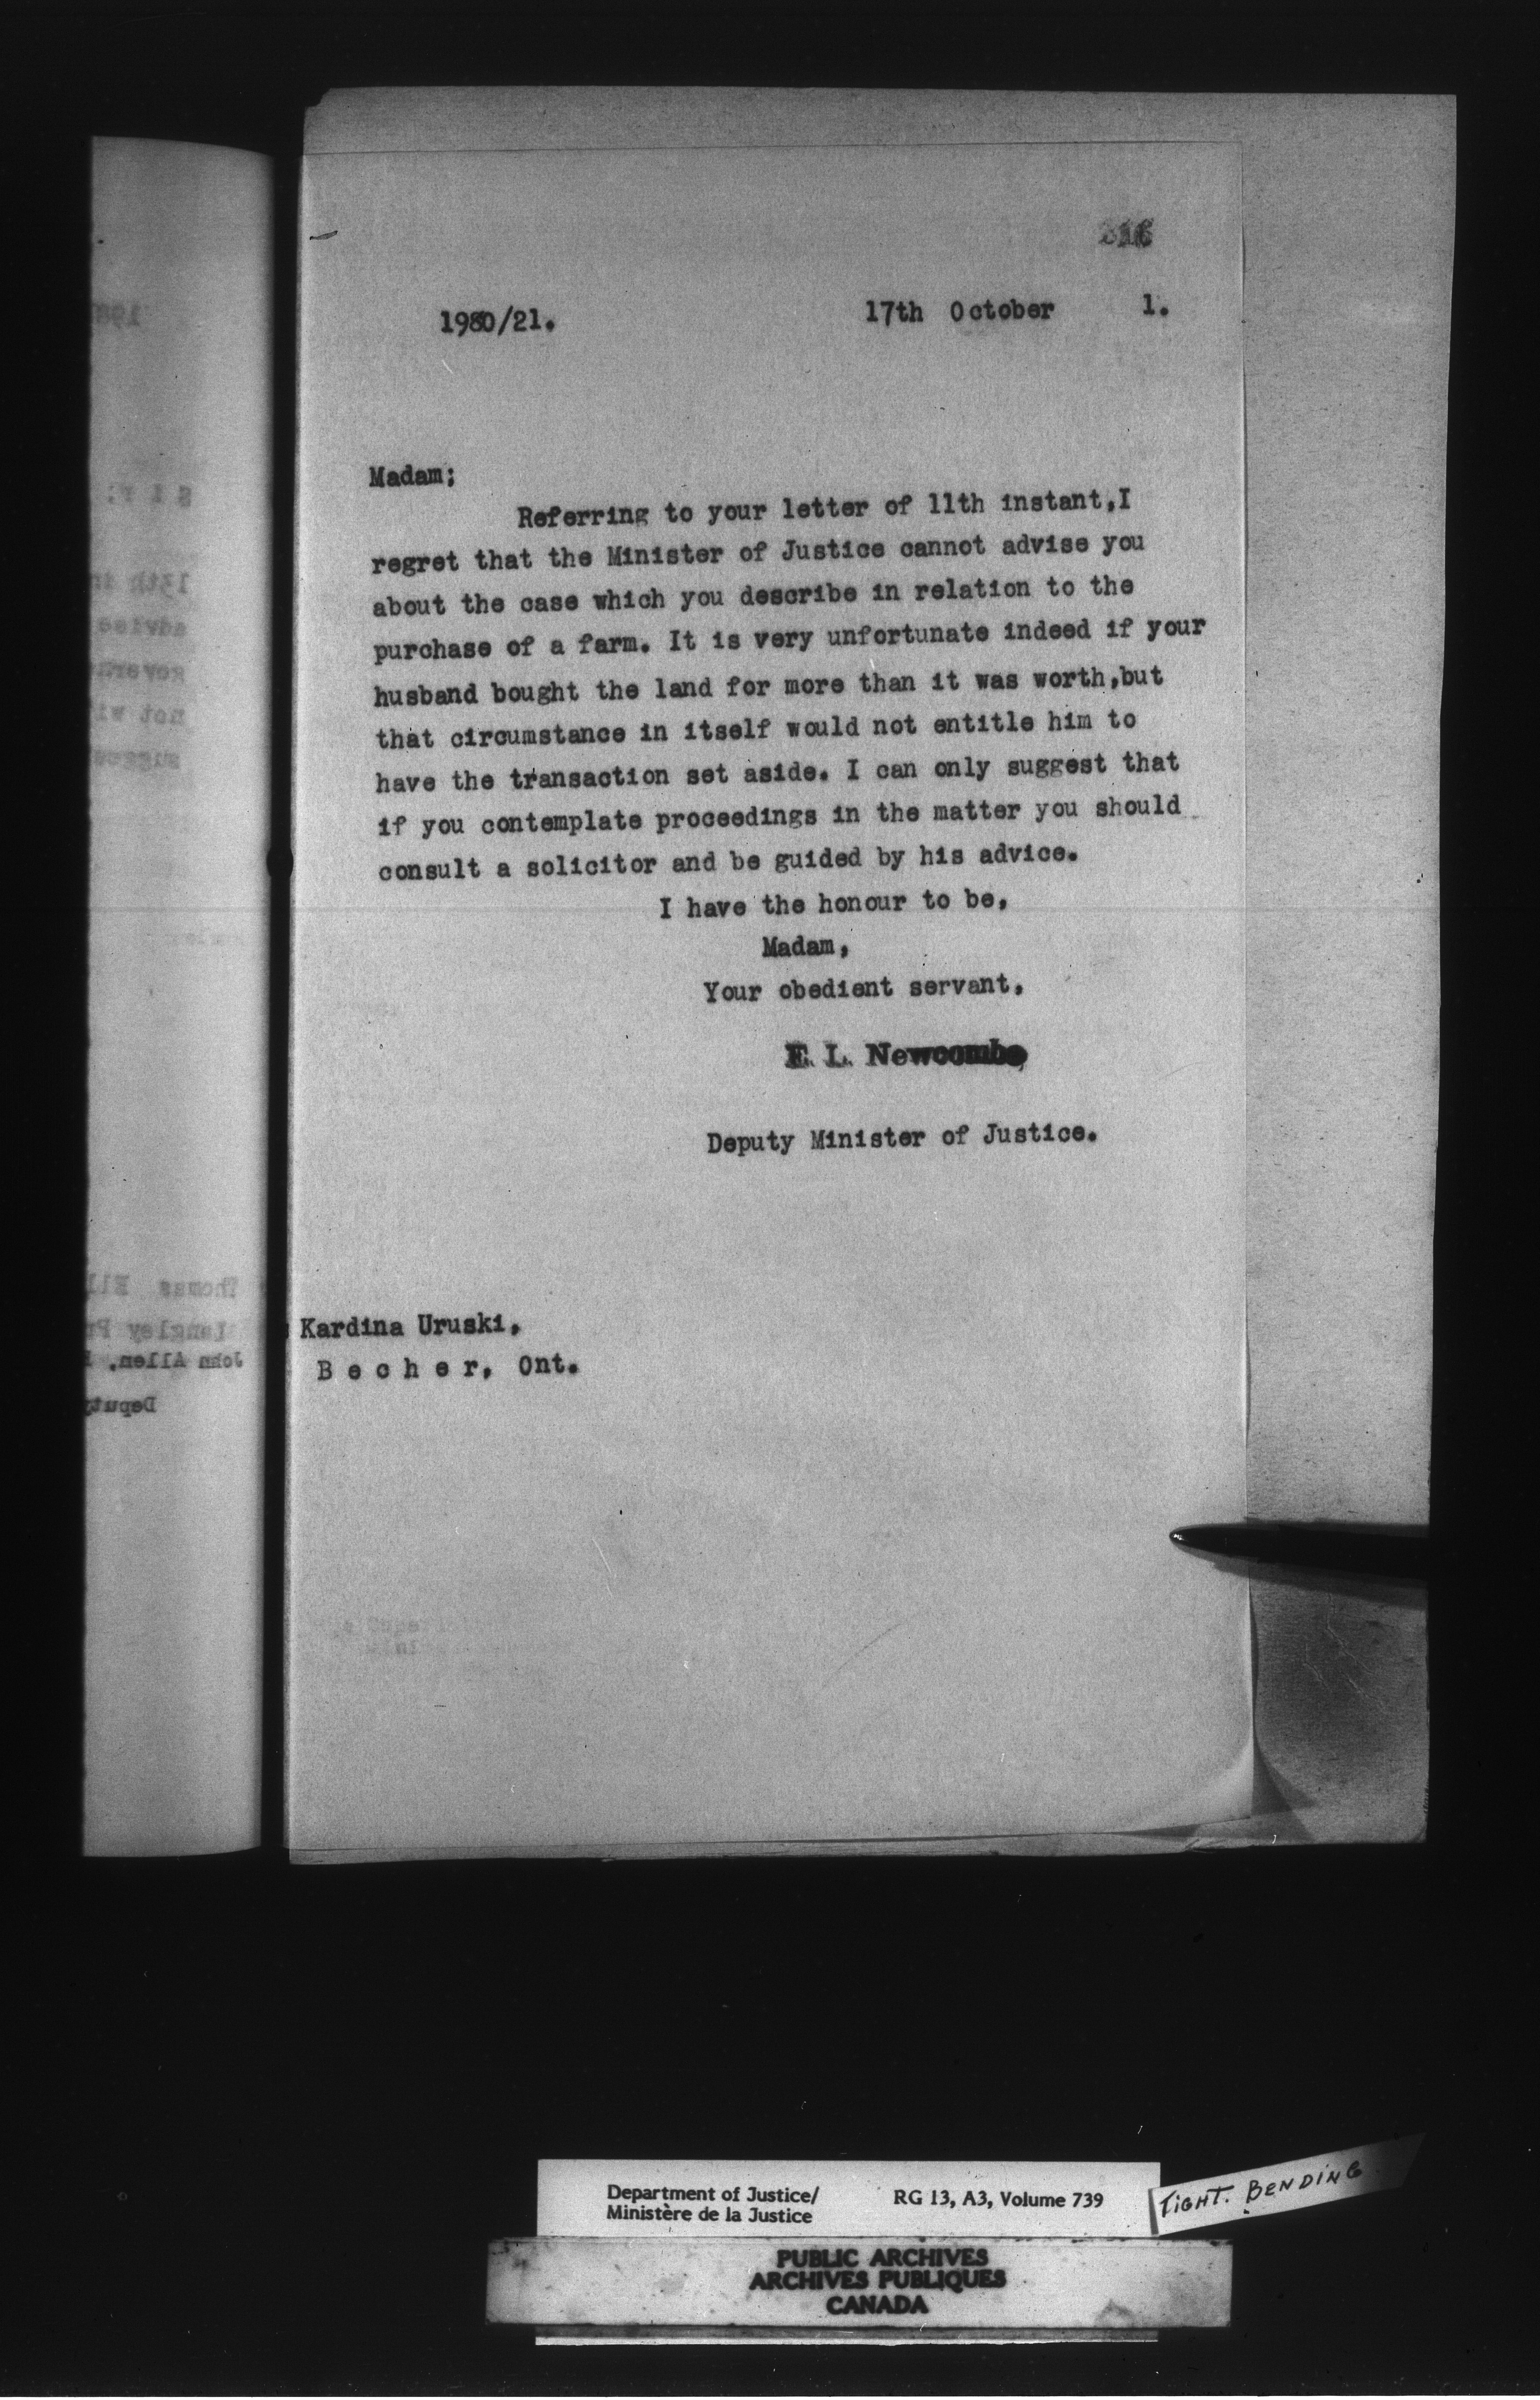 1980/21. 17th October 1.
Madam;
Referring to your letter of 11th instant,I
regret that the Minister of Justice cannot advise you
about the case which you describe in relation to the
purchase of a farm. It is very unfortunate indeed if your
husband bought the land for more than it was worth,but
that circumstance in itself would not entitle him to
have the transaction set aside. I can only suggest that
if you contemplate proceedings in the matter you should
consult a solicitor and be guided by his advice.
I have the honour to be,
Madam,
Your obedient servant,
E. L. Newcombe
Deputy Minister of Justice.
Kardina Uruski,
Becher, Ont.
Department of Justice/ RG 13, A3, Volume 739
Ministère de la Justice
TIGHT. BENDING
PUBLIC ARCHIVES
ARCHIVES PUBLIQUES
CANADA